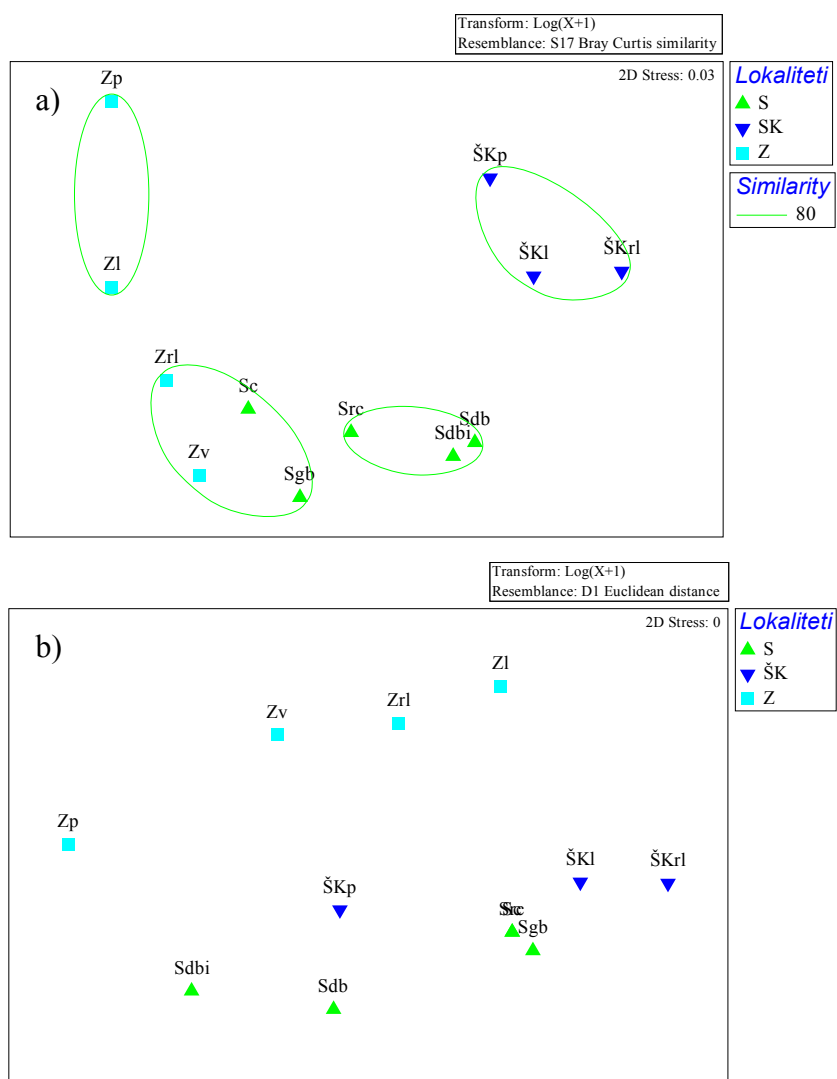 Transform: Log(X+1)
Resemblance: S17 Bray Curtis similarity
2D Stress: 0.03
a)
Lokaliteti
S
SK
Z
Similarity
80
Zp
ŠKp
Zl
ŠKl
ŠKrl
Zrl
Sc
Src
Sdb
Sdbi
Zv
Sgb
Transform: Log(X+1)
Resemblance: D1 Euclidean distance
2D Stress: 0
b)
Lokaliteti
S
ŠK
Z
Zl
Zrl
Zv
Zp
ŠKl
ŠKrl
ŠKp
Sgb
Sdbi
Sdb